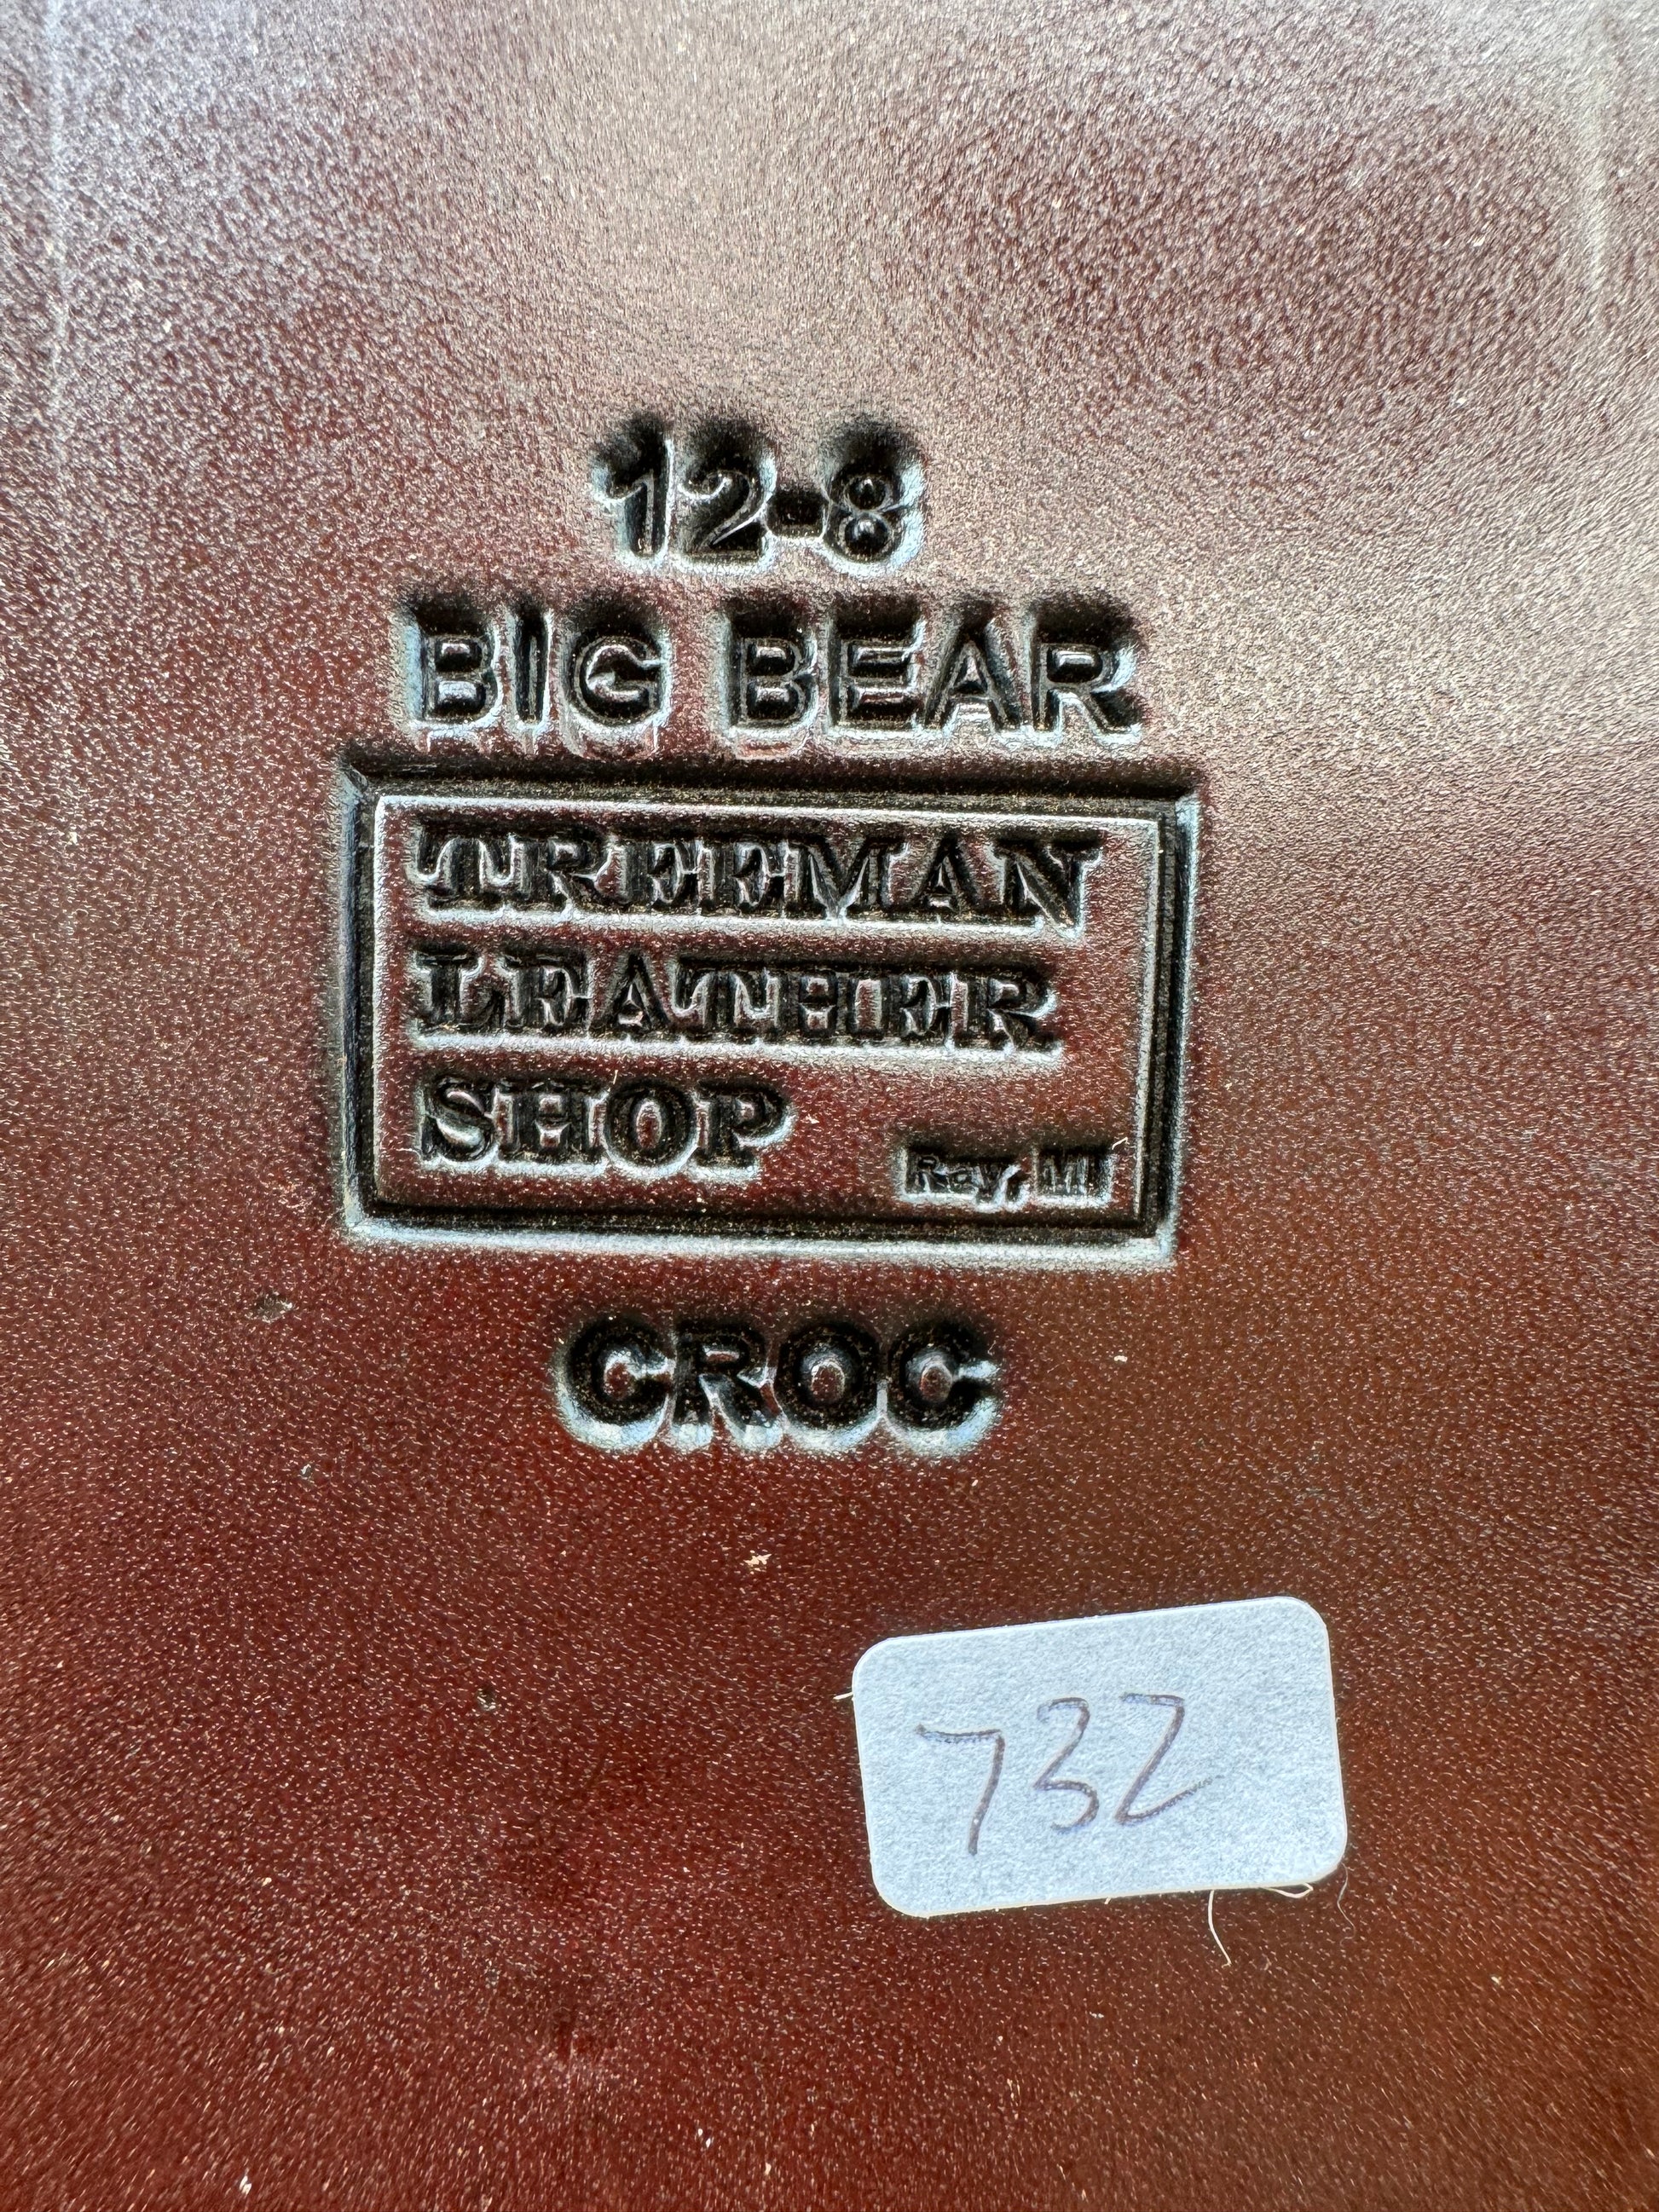 12-8
BIG BEAR
TREEMAN
LEATHER
SHOP
Ray, MI
CROC
732